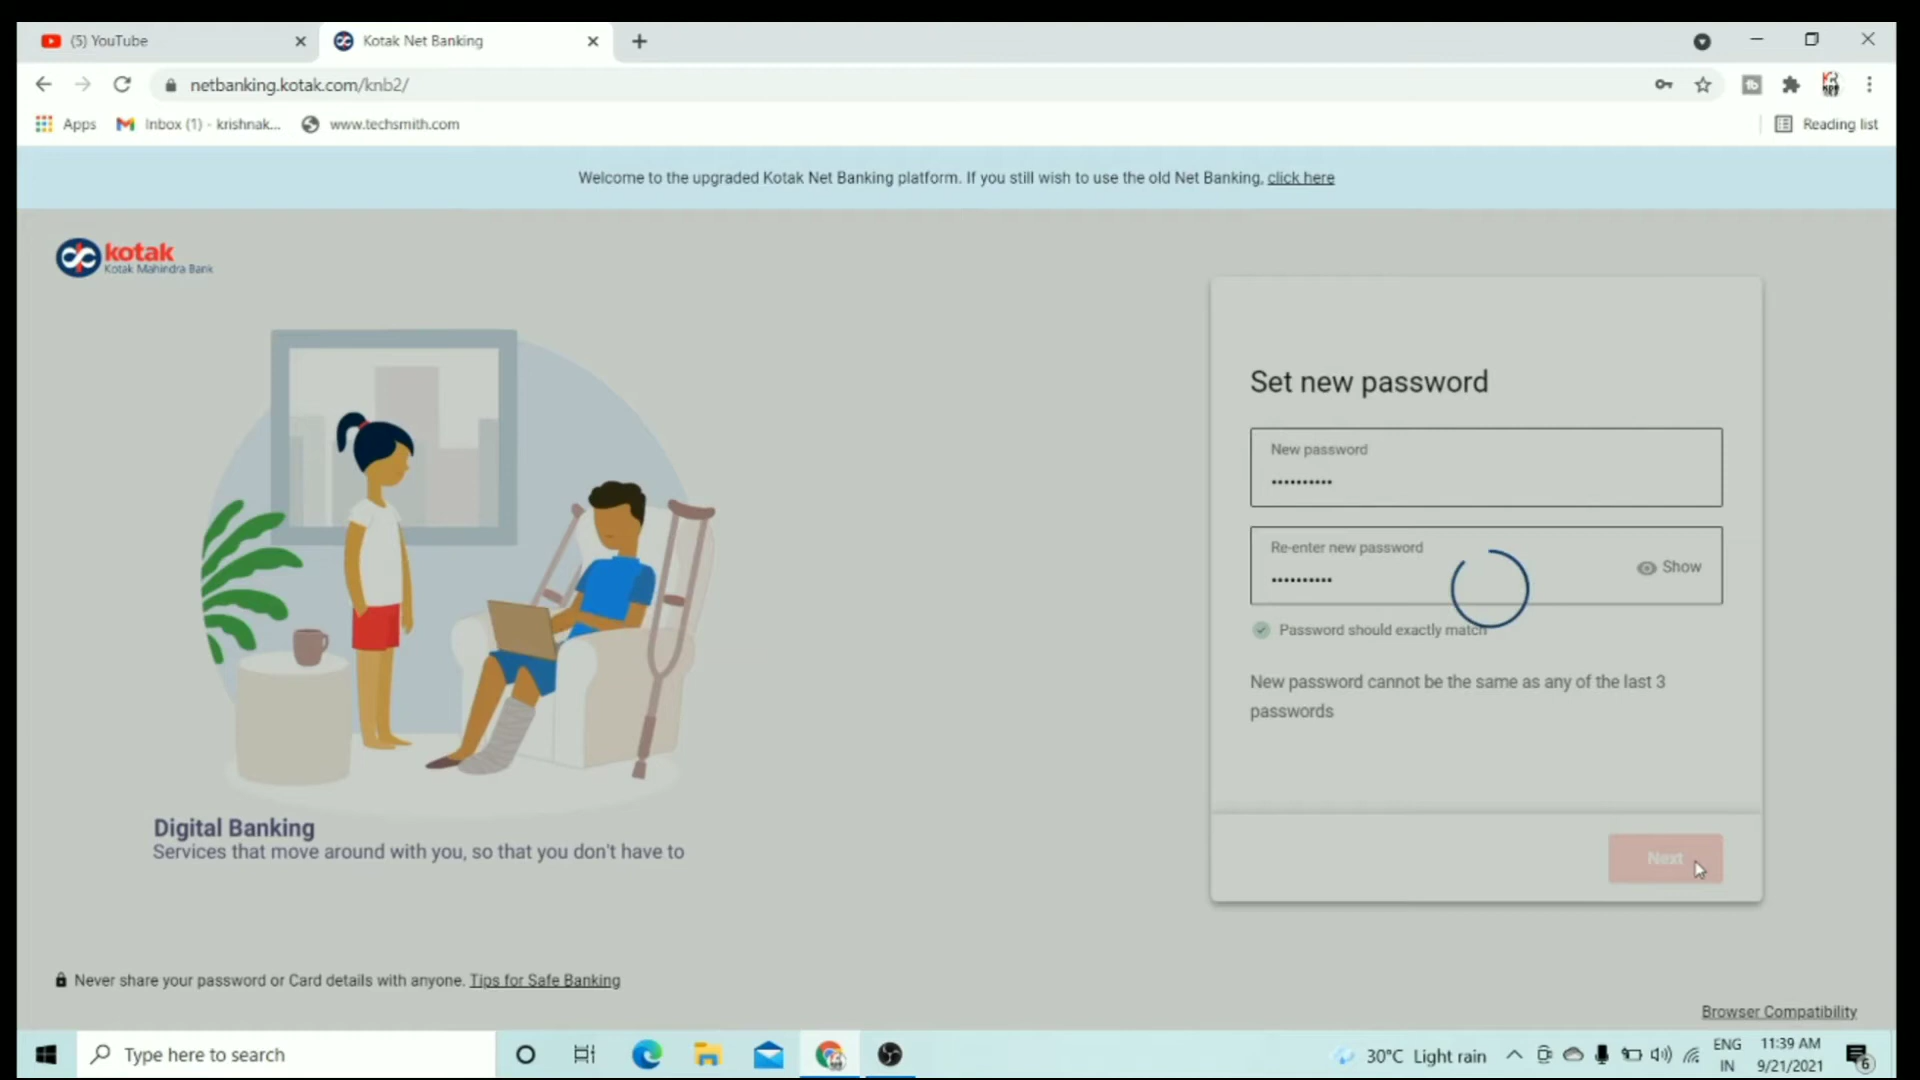 (5) YouTube
Kotak Net Banking
netbanking.kotak.com/knb2/
Apps
Inbox (1) - krishnak...
www.techsmith.com
Reading list
Welcome to the upgraded Kotak Net Banking platform. If you still wish to use the old Net Banking, click here
kotak
Kotak Mahindra Bank
Set new password
New password
••••••••••
Re-enter new password
••••••••••
Show
Password should exactly match
New password cannot be the same as any of the last 3
passwords
Next
Digital Banking
Services that move around with you, so that you don't have to
Never share your password or Card details with anyone. Tips for Safe Banking
Browser Compatibility
Type here to search
30°C Light rain
ENG
IN
11:39 AM
9/21/2021
6